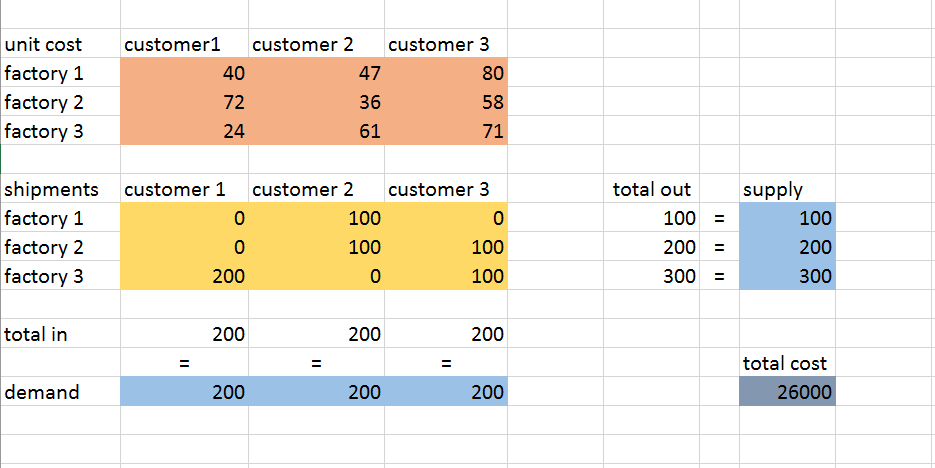 unit cost customer1 customer 2 customer 3
factory 1 40 47 80
factory 2 72 36 58
factory 3 24 61 71
shipments customer 1 customer 2 customer 3 total out supply
factory 1 0 100 0 100 = 100
factory 2 0 100 100 200 = 200
factory 3 200 0 100 300 = 300
total in 200 200 200
= = = total cost
demand 200 200 200 26000